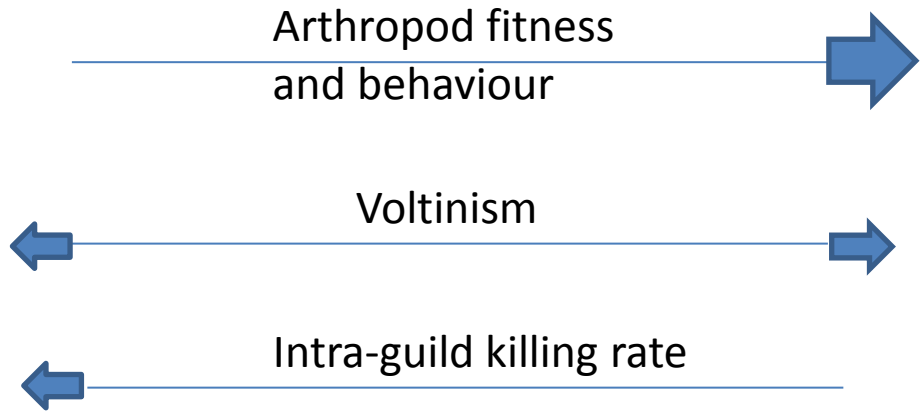 Arthropod fitness
and behaviour
Voltinism
Intra-guild killing rate